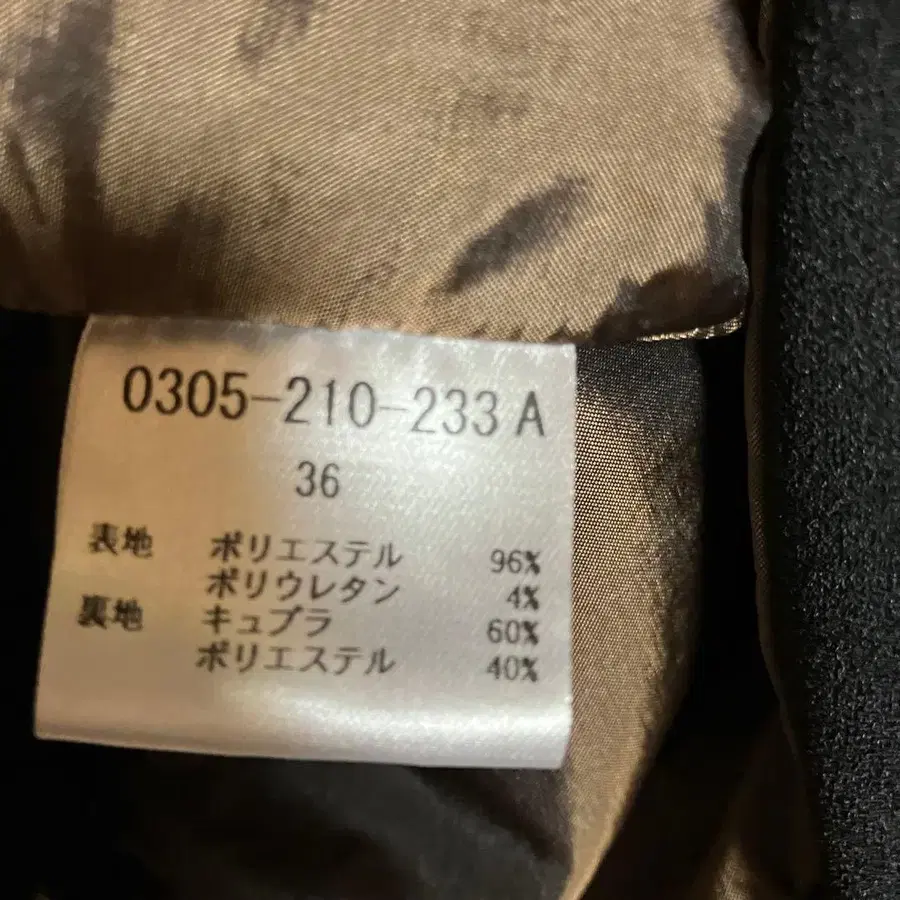 0305-210-233 A
36
表地 ポリエステル 96%
ポリウレタン 4%
裏地 キュプラ 60%
ポリエステル 40%